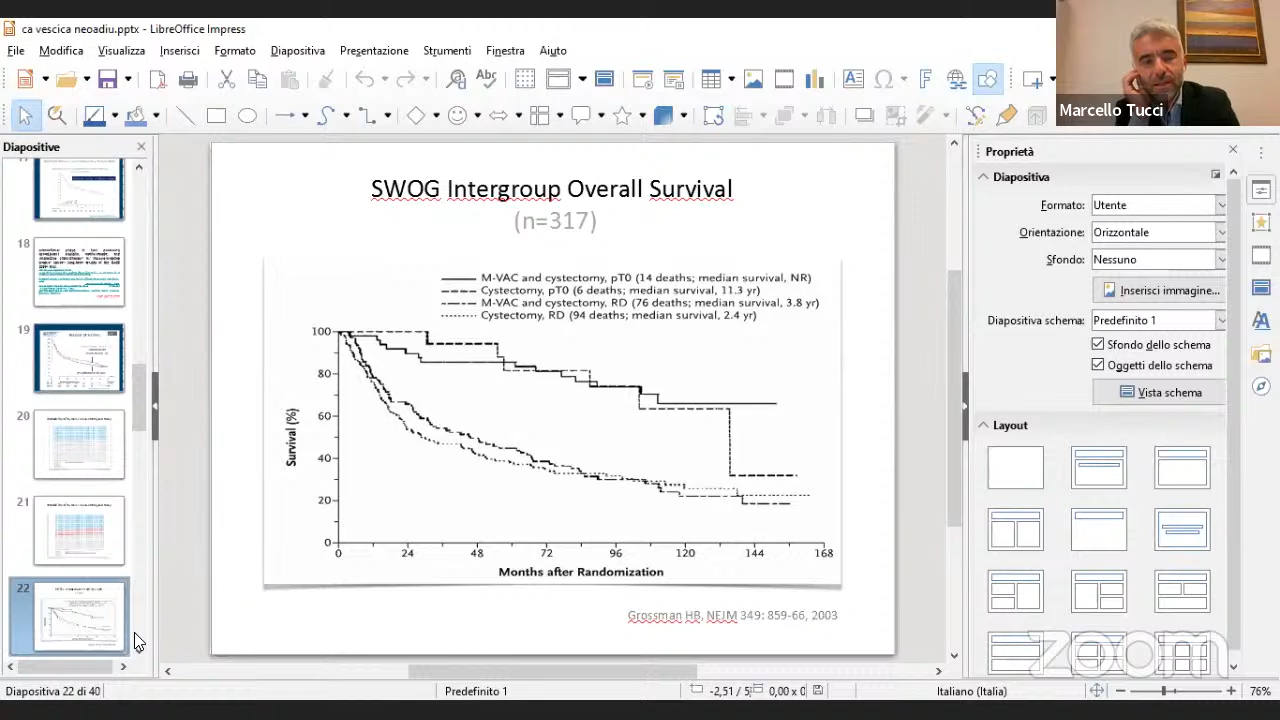 ca vescica neoadiu.pptx - LibreOffice Impress
File Modifica Visualizza Inserisci Formato Diapositiva Presentazione Strumenti Finestra Aiuto
Marcello Tucci
Diapositive
18
19
20
21
22
SWOG Intergroup Overall Survival
(n=317)
M-VAC and cystectomy, pT0 (14 deaths; median survival, NR)
Cystectomy, pT0 (6 deaths; median survival, 11.3 yr)
M-VAC and cystectomy, RD (76 deaths; median survival, 3.8 yr)
Cystectomy, RD (94 deaths; median survival, 2.4 yr)
Survival (%)
100
80
60
40
20
0
0 24 48 72 96 120 144 168
Months after Randomization
Grossman HB, NEJM 349: 859-66, 2003
Proprietà
Diapositiva
Formato: Utente
Orientazione: Orizzontale
Sfondo: Nessuno
Inserisci immagine...
Diapositiva schema: Predefinito 1
Sfondo dello schema
Oggetti dello schema
Vista schema
Layout
zoom
Diapositiva 22 di 40 Predefinito 1 -2,51 / 5 0,00 x 0 Italiano (Italia) 76%